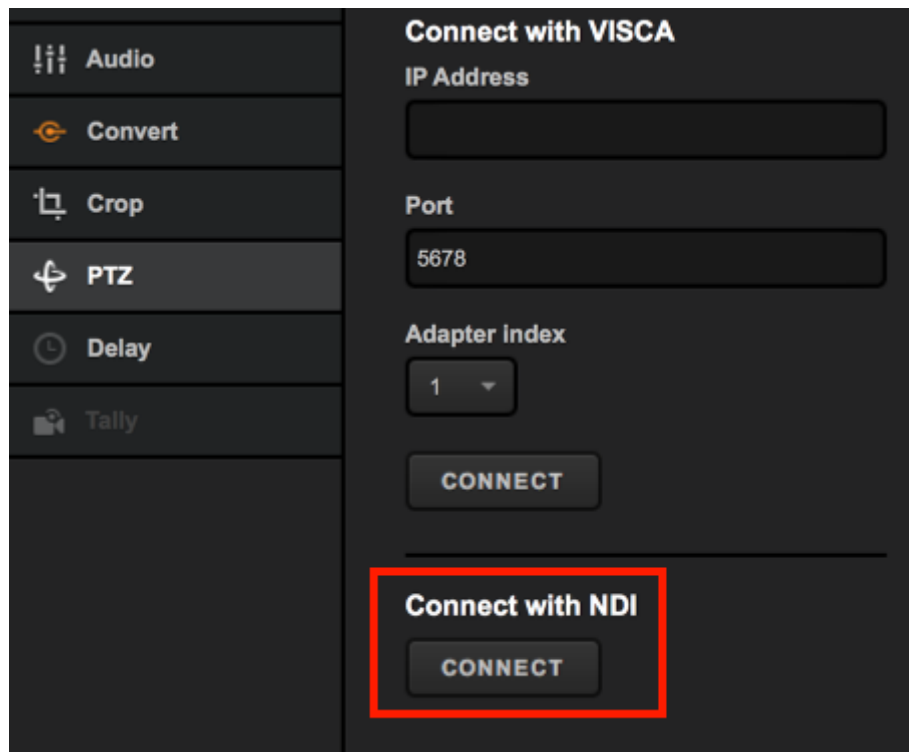 Audio
Convert
Crop
PTZ
Delay
Tally
Connect with VISCA
IP Address
Port
5678
Adapter index
1
CONNECT
Connect with NDI
CONNECT